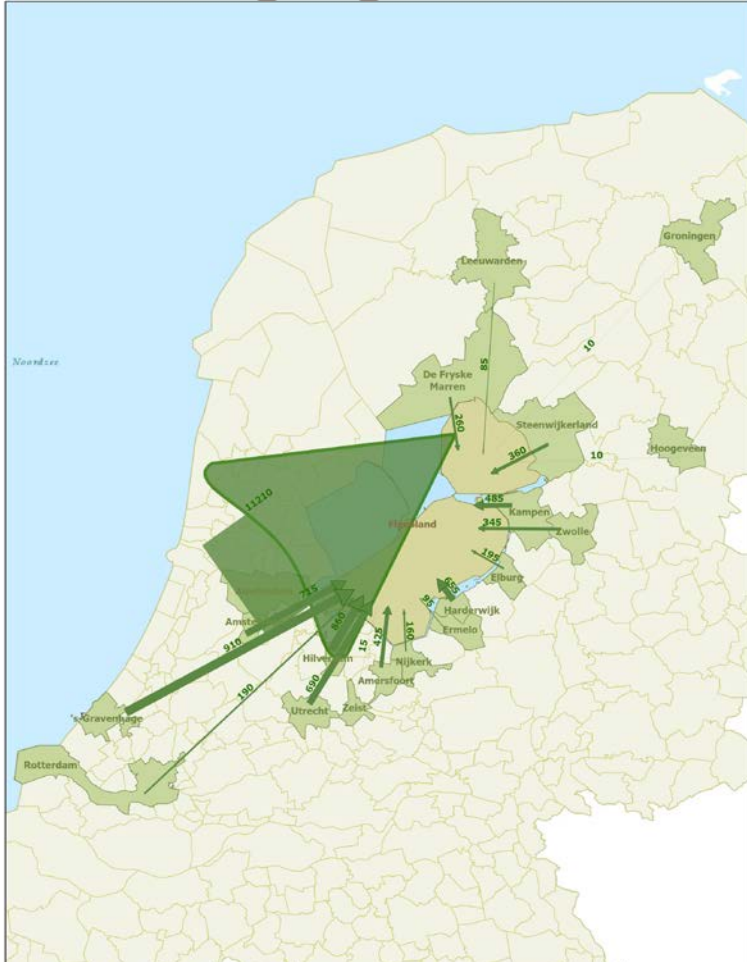 Groningen
Leeuwarden
10
85
Noordzee
De Fryske
Marren
260
Steenwijkerland
360
10
Hoogeveen
11210
485
Kampen
345
Zwolle
Flevoland
195
Elburg
655
715
95
Harderwijk
860
Ermelo
910
425
160
15
Hilversum
Nijkerk
Amersfoort
690
190
Utrecht
Zeist
's-Gravenhage
Rotterdam